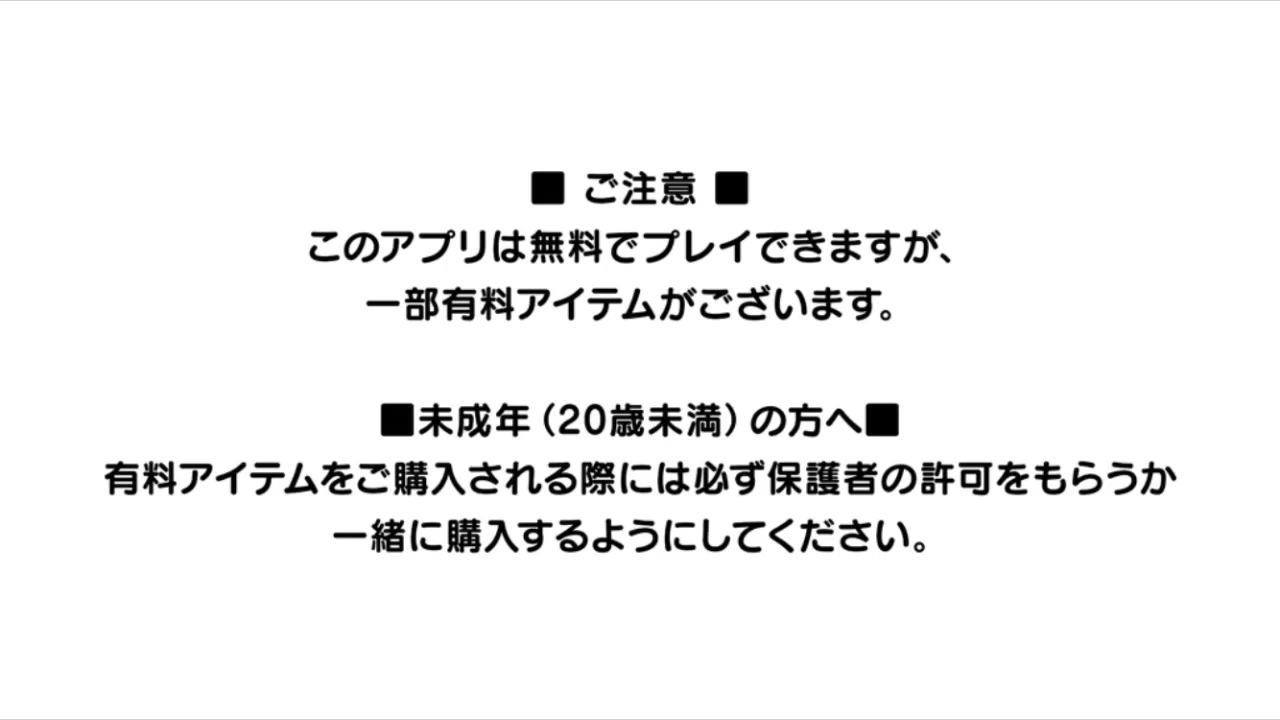 ■ ご注意 ■
このアプリは無料でプレイできますが、
一部有料アイテムがございます。
■未成年（20歳未満）の方へ■
有料アイテムをご購入される際には必ず保護者の許可をもらうか
一緒に購入するようにしてください。